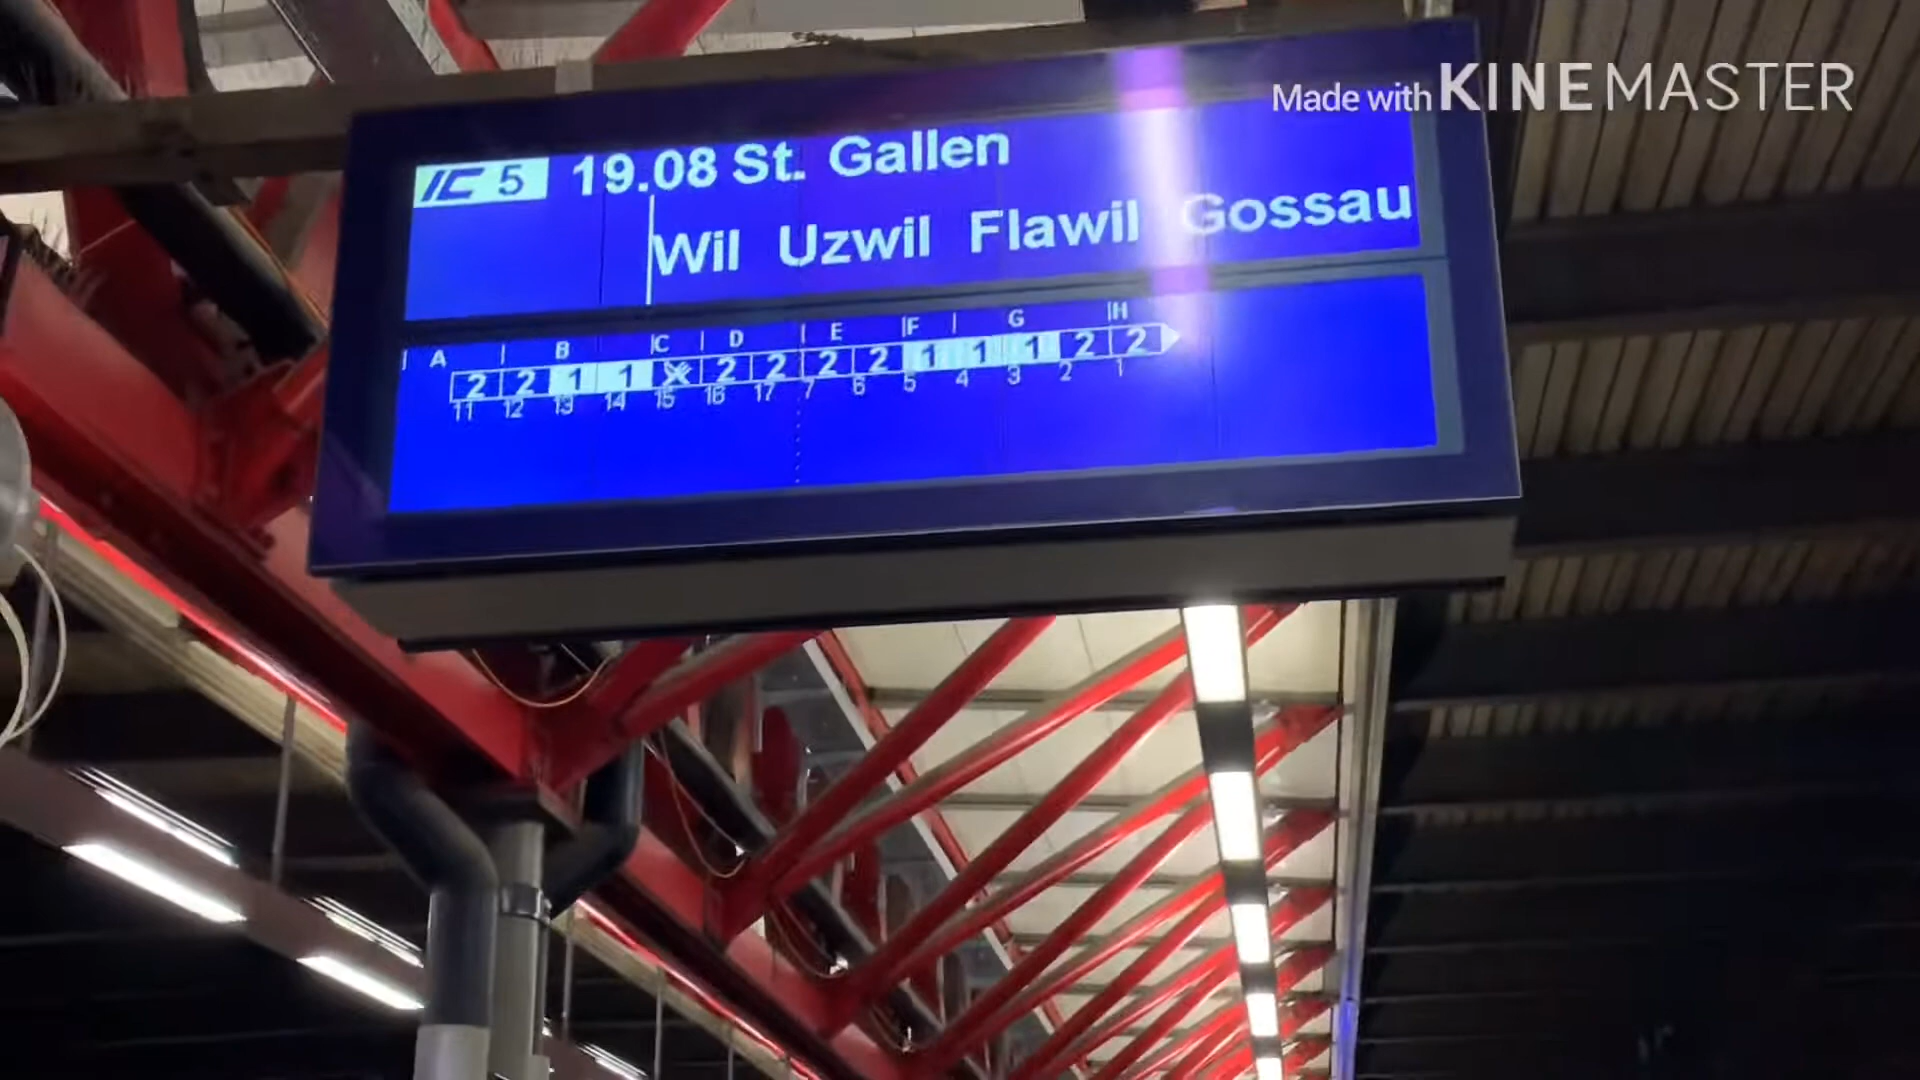 Made with KINEMASTER
IC 5 19.08 St. Gallen
Wil Uzwil Flawil Gossau
A B C D E F G H
2 2 1 1 2 2 2 2 1 1 1 2 2
11 12 13 14 15 16 17 7 6 5 4 3 2 1